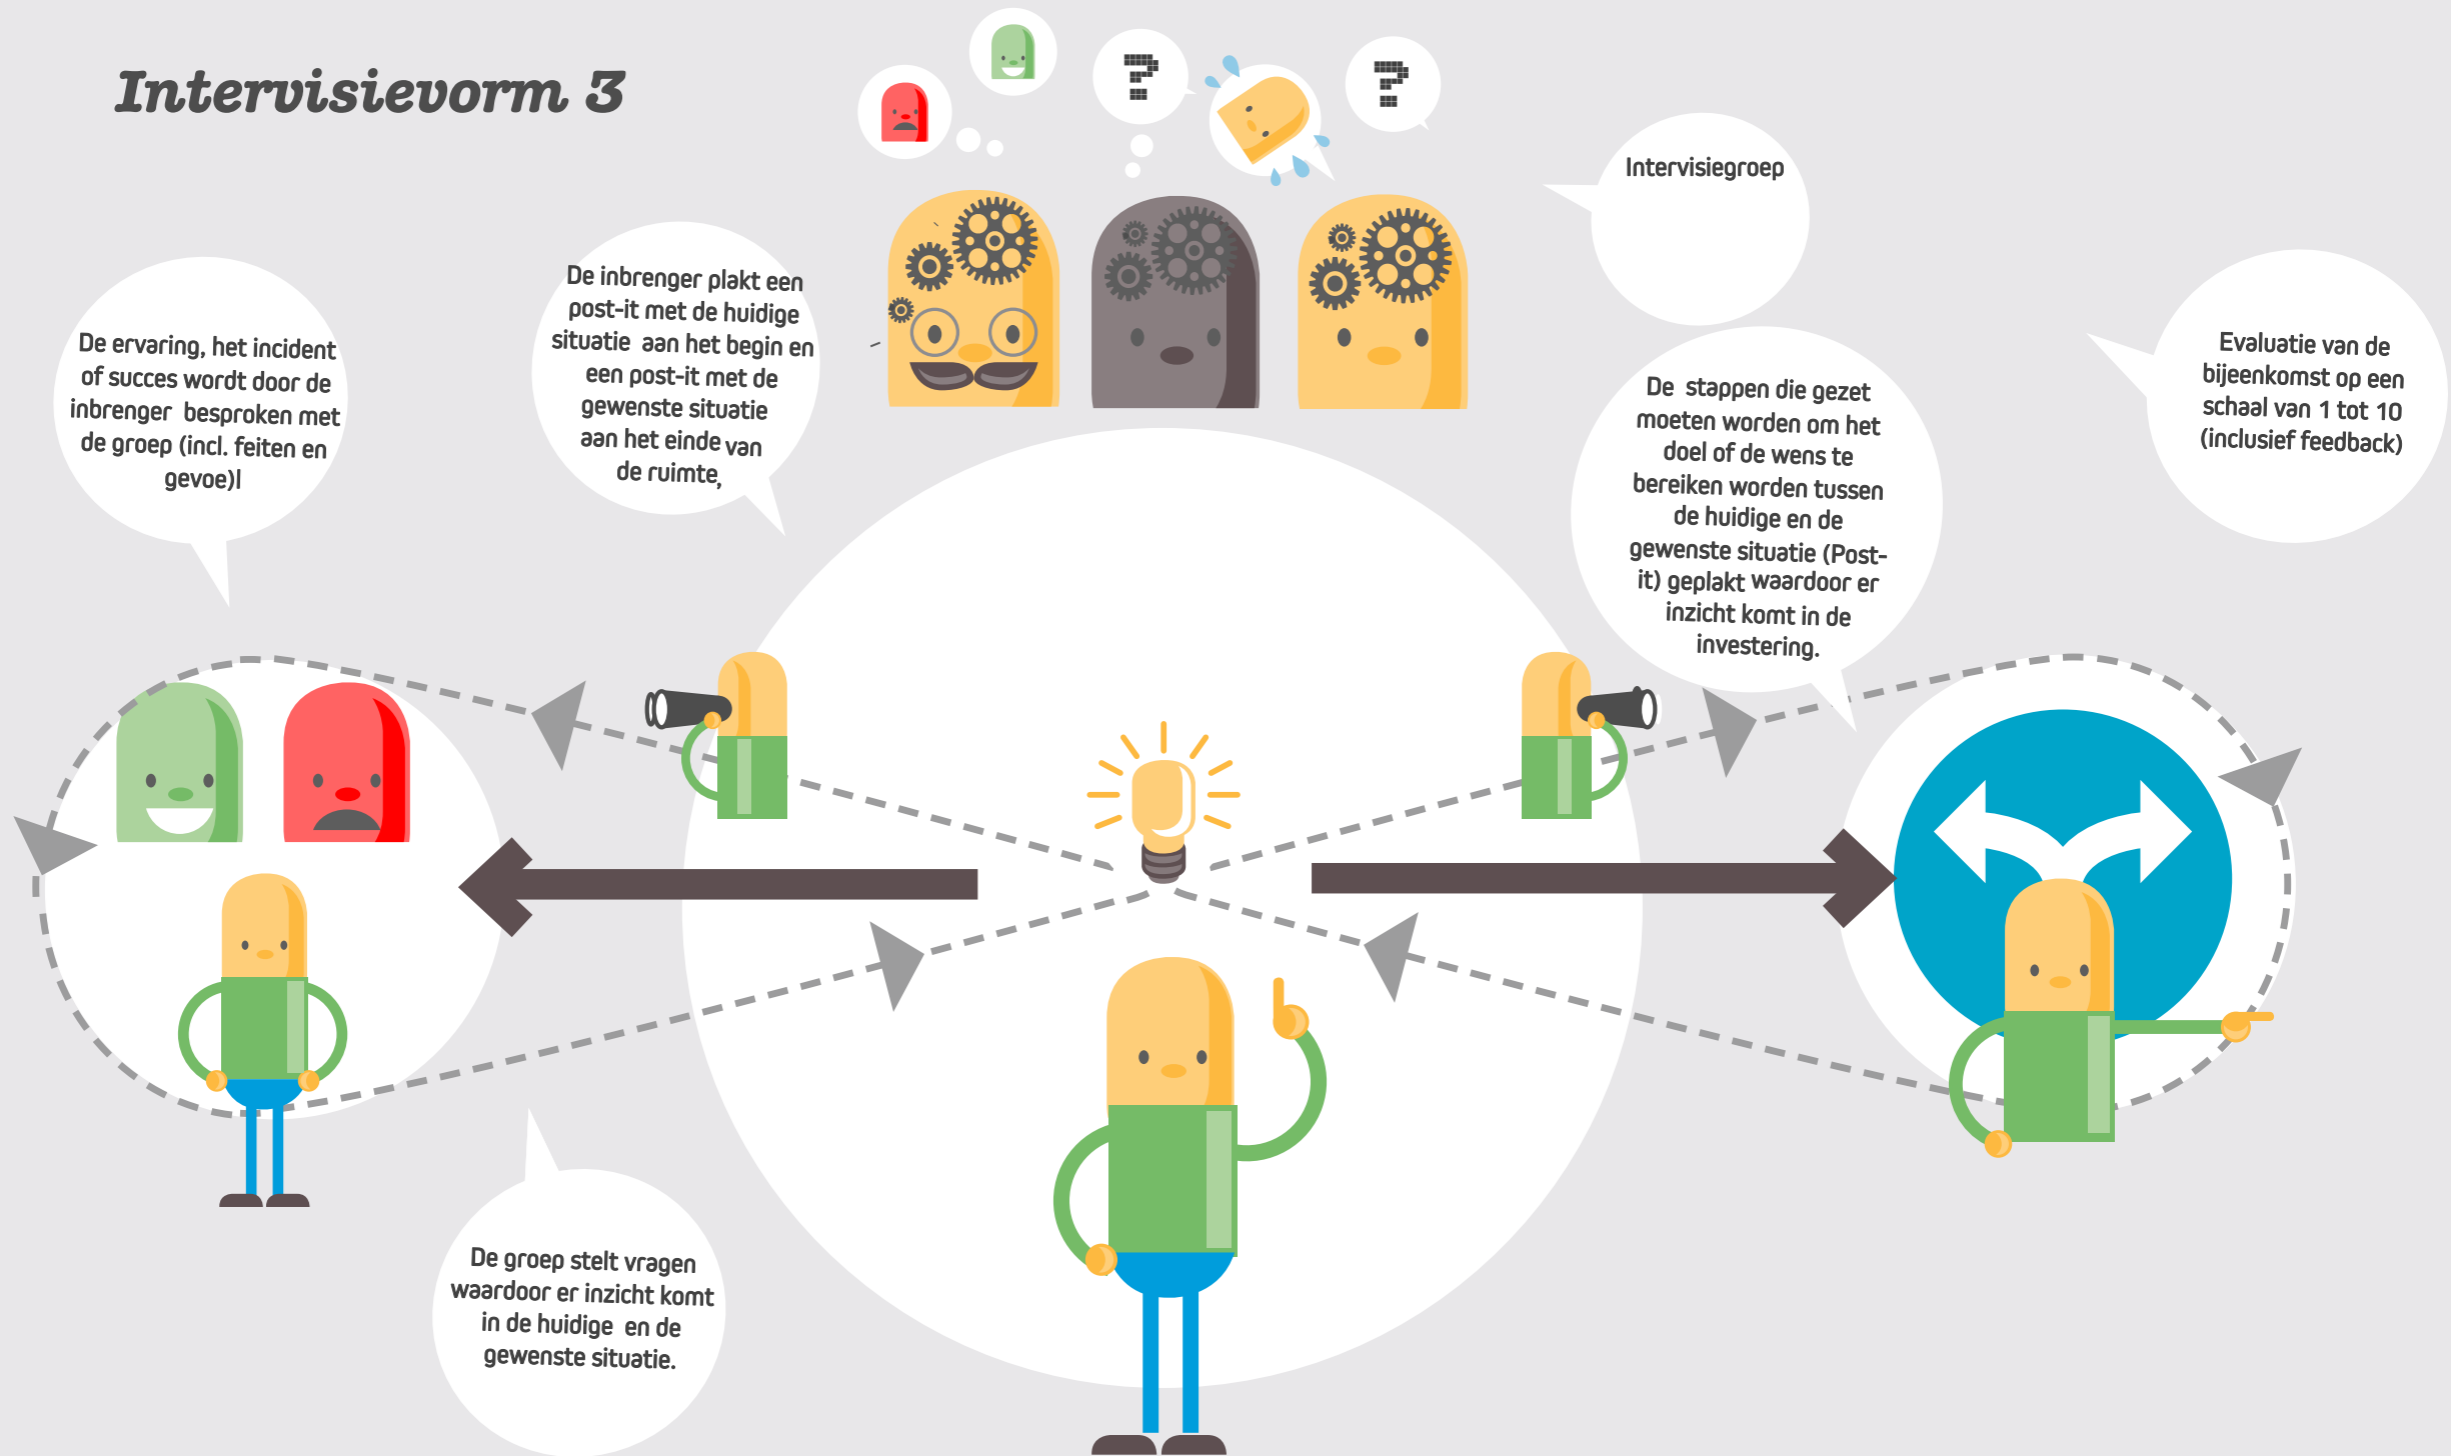 Intervisievorm 3
?
?
Intervisiegroep
De ervaring, het incident
of succes wordt door de
inbrenger besproken met
de groep (incl. feiten en
gevoe)l
De inbrenger plakt een
post-it met de huidige
situatie aan het begin en
een post-it met de
gewenste situatie
aan het einde van
de ruimte,
De stappen die gezet
moeten worden om het
doel of de wens te
bereiken worden tussen
de huidige en de
gewenste situatie (Post-
it) geplakt waardoor er
inzicht komt in de
investering.
Evaluatie van de
bijeenkomst op een
schaal van 1 tot 10
(inclusief feedback)
De groep stelt vragen
waardoor er inzicht komt
in de huidige en de
gewenste situatie.